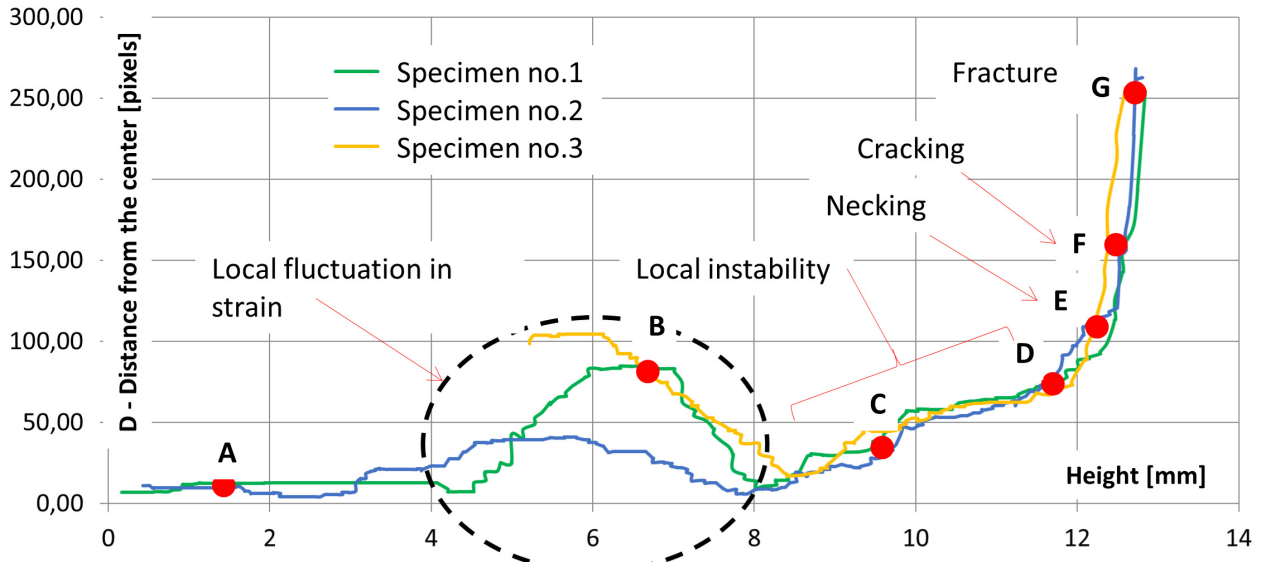 300,00
250,00
200,00
150,00
100,00
50,00
0,00
D - Distance from the center [pixels]
Specimen no.1
Specimen no.2
Specimen no.3
Fracture
G
Cracking
Necking
F
Local fluctuation in
strain
Local instability
E
B
D
C
A
Height [mm]
0
2
4
6
8
10
12
14